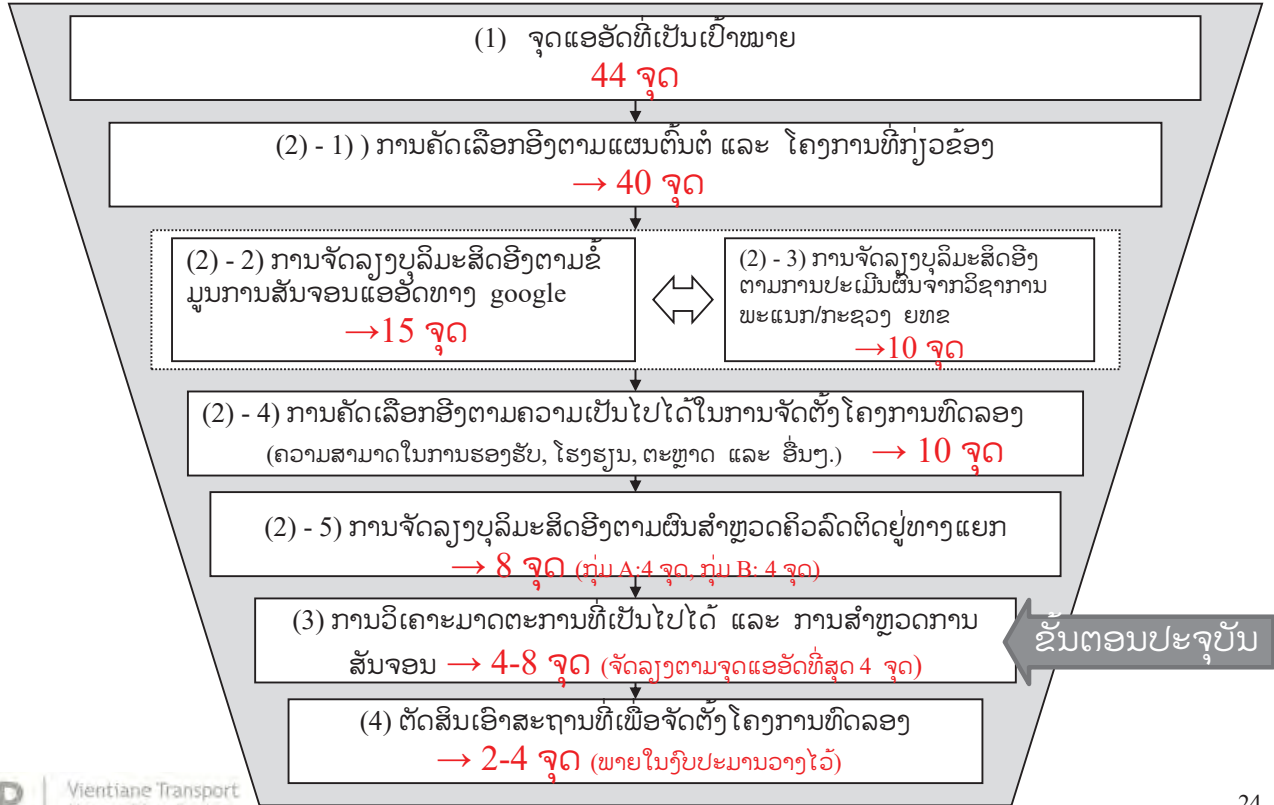 (1) ຈຸດແອອັດທີ່ເປັນເປົ້າໝາຍ
44 ຈຸດ
(2) - 1) ) ການຄັດເລືອກອີງຕາມແຜນຕົ້ນຕໍ ແລະ ໂຄງການທີ່ກ່ຽວຂ້ອງ
→ 40 ຈຸດ
(2) - 2) ການຈັດລຽງບຸລິມະສິດອີງຕາມຂໍ້
ມູນການສັນຈອນແອອັດທາງ google
→15 ຈຸດ
(2) - 3) ການຈັດລຽງບຸລິມະສິດອີງ
ຕາມການປະເມີນຜົນຈາກວິຊາການ
ພະແນກ/ກະຊວງ ຍທຂ
→10 ຈຸດ
(2) - 4) ການຄັດເລືອກອີງຕາມຄວາມເປັນໄປໄດ້ໃນການຈັດຕັ້ງໂຄງການທົດລອງ
(ຄວາມສາມາດໃນການຮອງຮັບ, ໂຮງຮຽນ, ຕະຫຼາດ ແລະ ອື່ນໆ.) → 10 ຈຸດ
(2) - 5) ການຈັດລຽງບຸລິມະສິດອີງຕາມຜົນສຳຫຼວດຄິວລົດຕິດຢູ່ທາງແຍກ
→ 8 ຈຸດ (ກຸ່ມ A:4 ຈຸດ, ກຸ່ມ B: 4 ຈຸດ)
(3) ການວິເຄາະມາດຕະການທີ່ເປັນໄປໄດ້ ແລະ ການສຳຫຼວດການ
ສັນຈອນ → 4-8 ຈຸດ (ຈັດລຽງຕາມຈຸດແອອັດທີ່ສຸດ 4 ຈຸດ)
ຂັ້ນຕອນປະຈຸບັນ
(4) ຕັດສິນເອົາສະຖານທີ່ເພື່ອຈັດຕັ້ງໂຄງການທົດລອງ
→ 2-4 ຈຸດ (ພາຍໃນງົບປະມານວາງໄວ້)
Vientiane Transport
24